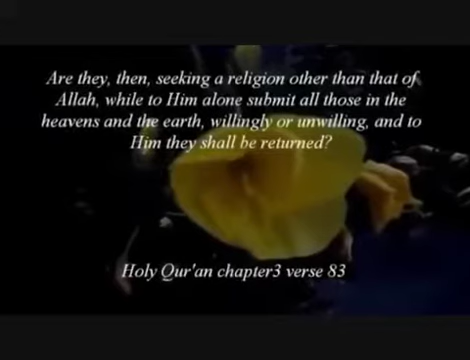 Are they, then, seeking a religion other than that of
Allah, while to Him alone submit all those in the
heavens and the earth, willingly or unwilling, and to
Him they shall be returned?
Holy Qur'an chapter3 verse 83